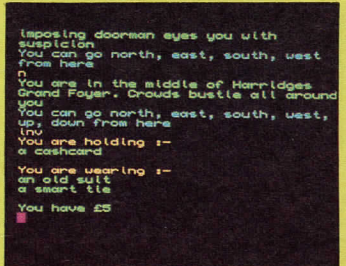 imposing doorman eyes you with
suspicion
You can go north, east, south, west
from here
n
You are in the middle of Harridges
Grand Foyer. Crowds bustle all around
you
You can go north, east, south, west,
up, down from here
inv
You are holding :-
a cashcard
You are wearing :-
an old suit
a smart tie
You have £5